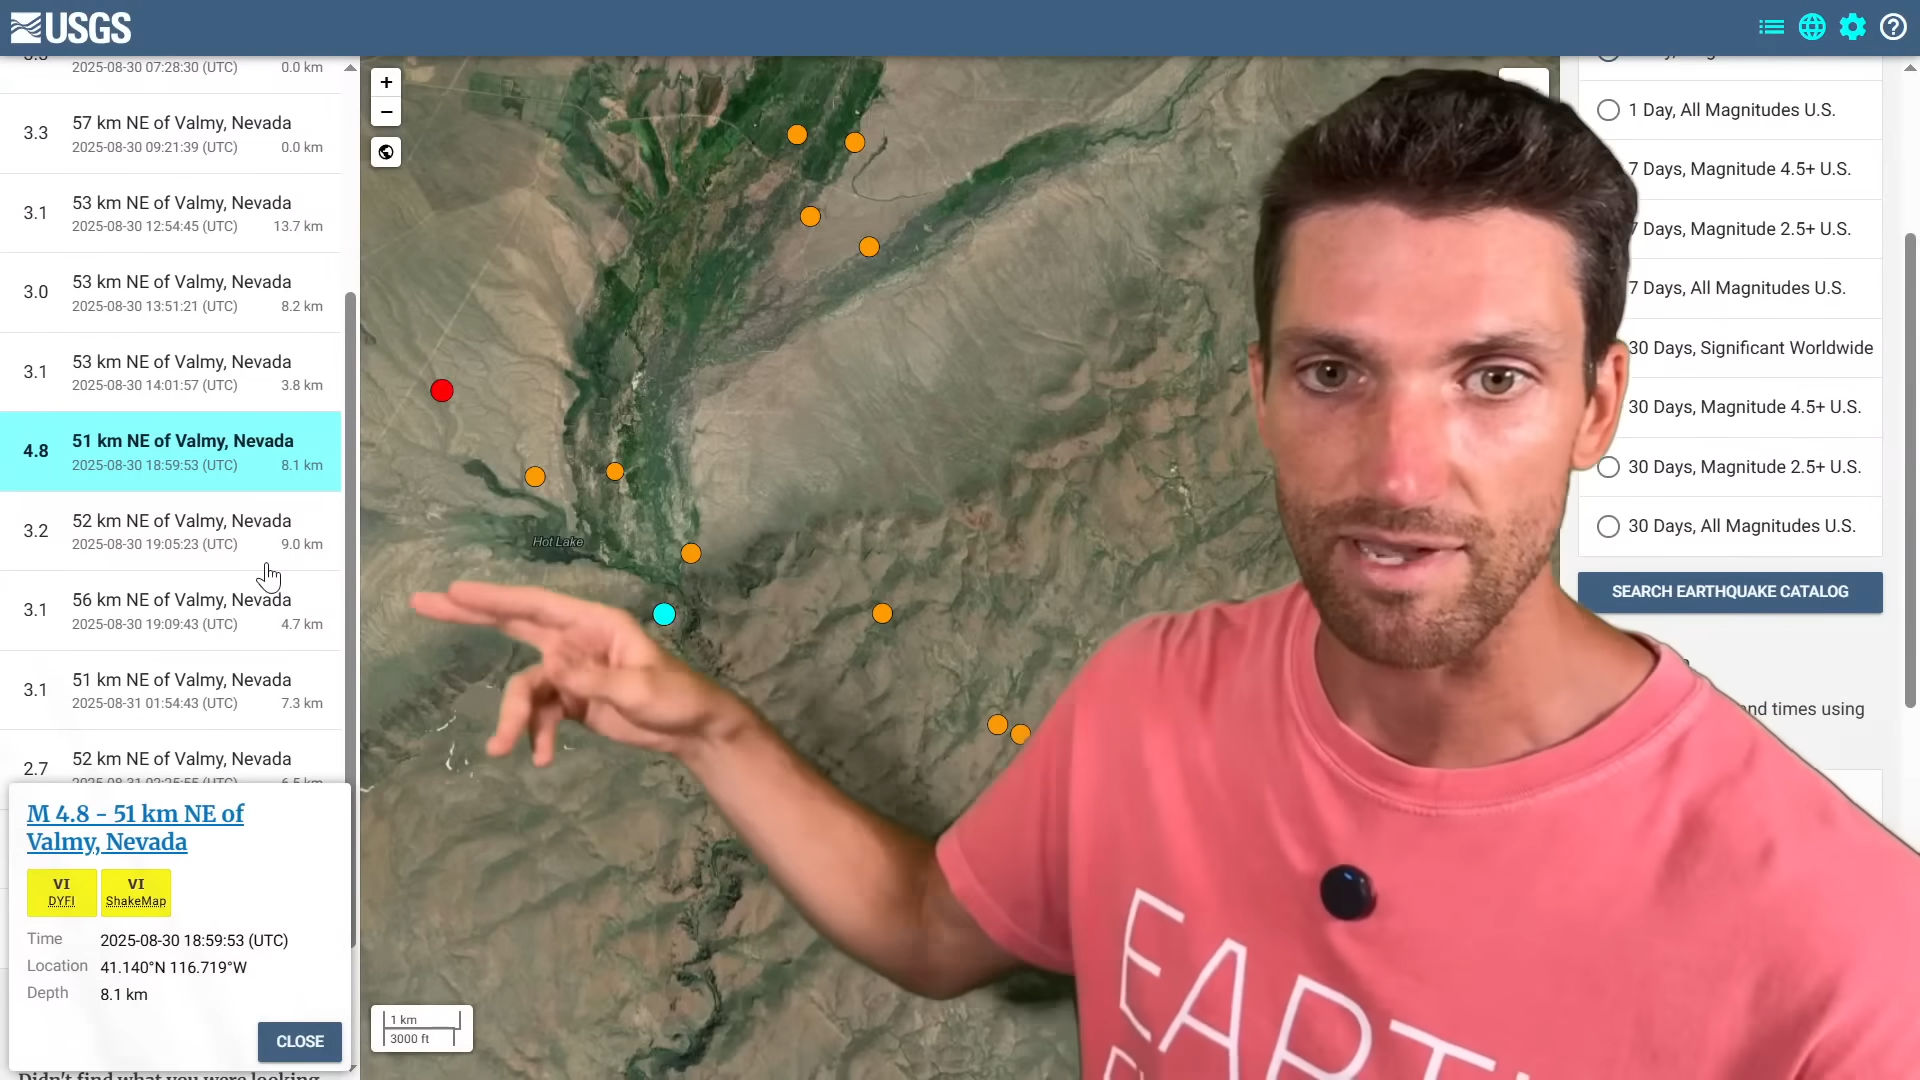 USGS
2025-08-30 07:28:30 (UTC) 0.0 km
3.3 57 km NE of Valmy, Nevada
2025-08-30 09:21:39 (UTC) 0.0 km
3.1 53 km NE of Valmy, Nevada
2025-08-30 12:54:45 (UTC) 13.7 km
3.0 53 km NE of Valmy, Nevada
2025-08-30 13:51:21 (UTC) 8.2 km
3.1 53 km NE of Valmy, Nevada
2025-08-30 14:01:57 (UTC) 3.8 km
4.8 51 km NE of Valmy, Nevada
2025-08-30 18:59:53 (UTC) 8.1 km
3.2 52 km NE of Valmy, Nevada
2025-08-30 19:05:23 (UTC) 9.0 km
3.1 56 km NE of Valmy, Nevada
2025-08-30 19:09:43 (UTC) 4.7 km
3.1 51 km NE of Valmy, Nevada
2025-08-31 01:54:43 (UTC) 7.3 km
2.7 52 km NE of Valmy, Nevada
M 4.8 - 51 km NE of
Valmy, Nevada
VI VI
DYFI ShakeMap
Time 2025-08-30 18:59:53 (UTC)
Location 41.140°N 116.719°W
Depth 8.1 km
CLOSE
Didn't find what you were looking
+
−
Hot Lake
1 km
3000 ft
1 Day, All Magnitudes U.S.
7 Days, Magnitude 4.5+ U.S.
7 Days, Magnitude 2.5+ U.S.
7 Days, All Magnitudes U.S.
30 Days, Significant Worldwide
30 Days, Magnitude 4.5+ U.S.
30 Days, Magnitude 2.5+ U.S.
30 Days, All Magnitudes U.S.
SEARCH EARTHQUAKE CATALOG
and times using
EART